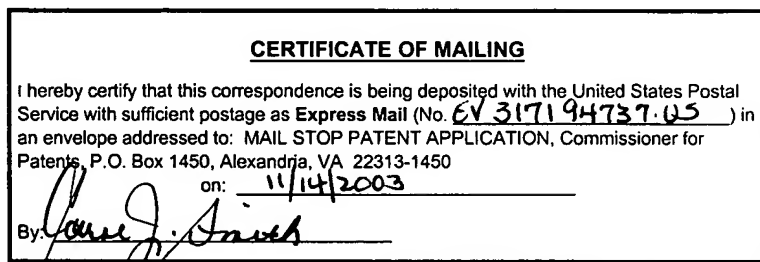 CERTIFICATE OF MAILING
I hereby certify that this correspondence is being deposited with the United States Postal
Service with sufficient postage as Express Mail (No. EV 317194737.US ) in
an envelope addressed to: MAIL STOP PATENT APPLICATION, Commissioner for
Patents, P.O. Box 1450, Alexandria, VA 22313-1450
on: 11/14/2003
By: J. Smith